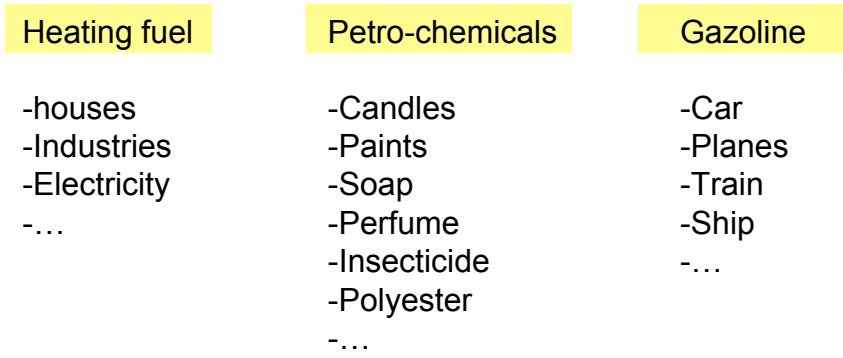 Heating fuel
-houses
-Industries
-Electricity
-…
Petro-chemicals
-Candles
-Paints
-Soap
-Perfume
-Insecticide
-Polyester
-…
Gazoline
-Car
-Planes
-Train
-Ship
-…